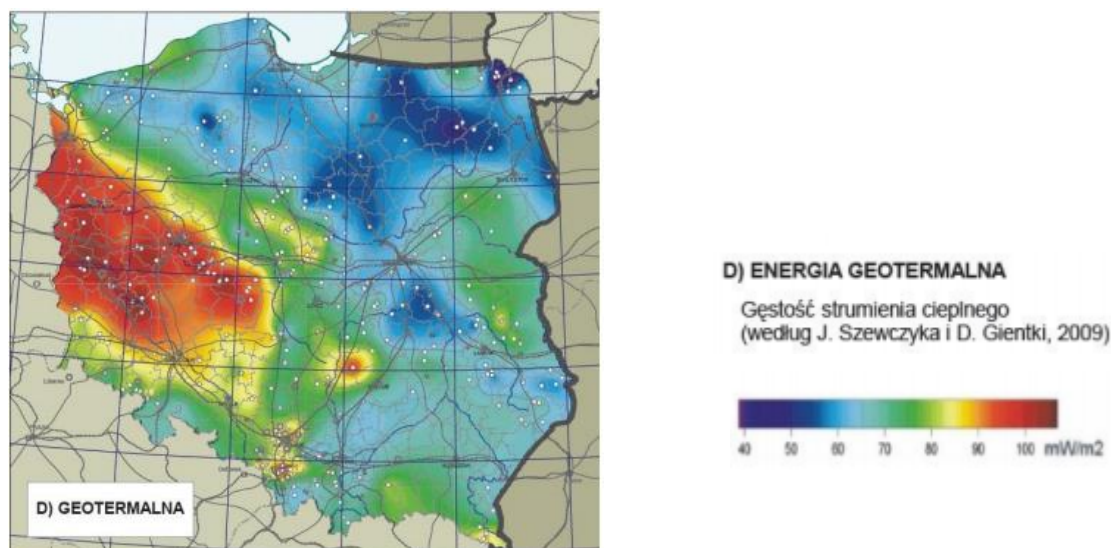 D) GEOTERMALNA
D) ENERGIA GEOTERMALNA
Gęstość strumienia cieplnego
(według J. Szewczyka i D. Gientki, 2009)
40 50 60 70 80 90 100 mW/m2